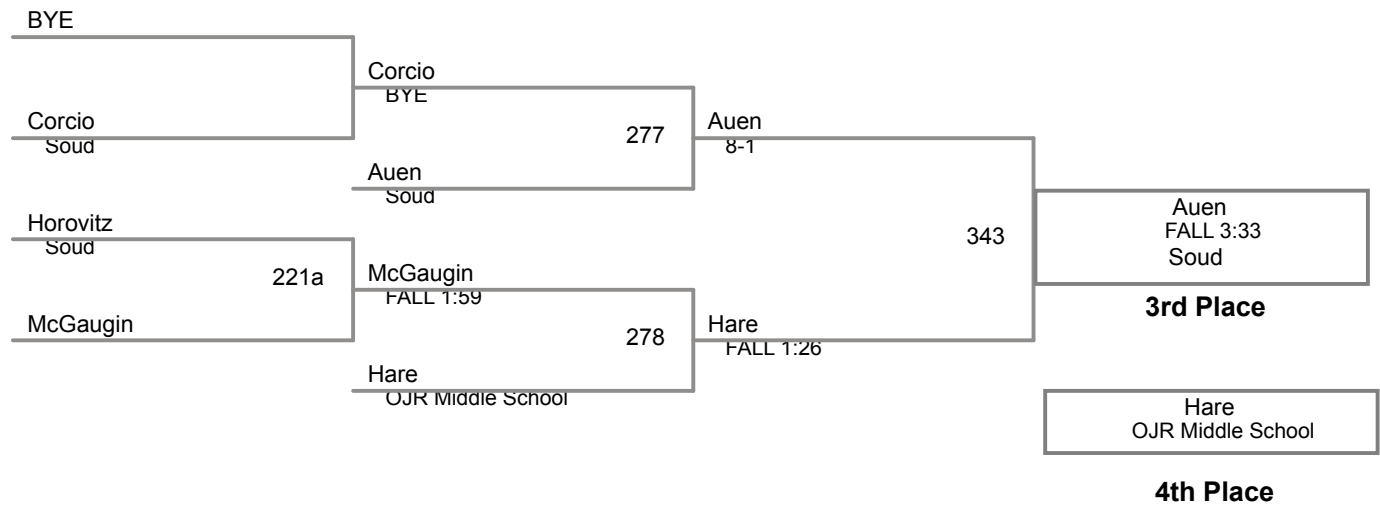 BYE
Corcio
BYE
Corcio
Soud
277
Auen
8-1
Auen
Soud
Horovitz
Soud
221a
McGaugin
FALL 1:59
McGaugin
278
Hare
FALL 1:26
Hare
OJR Middle School
343
Auen
FALL 3:33
Soud
3rd Place
Hare
OJR Middle School
4th Place